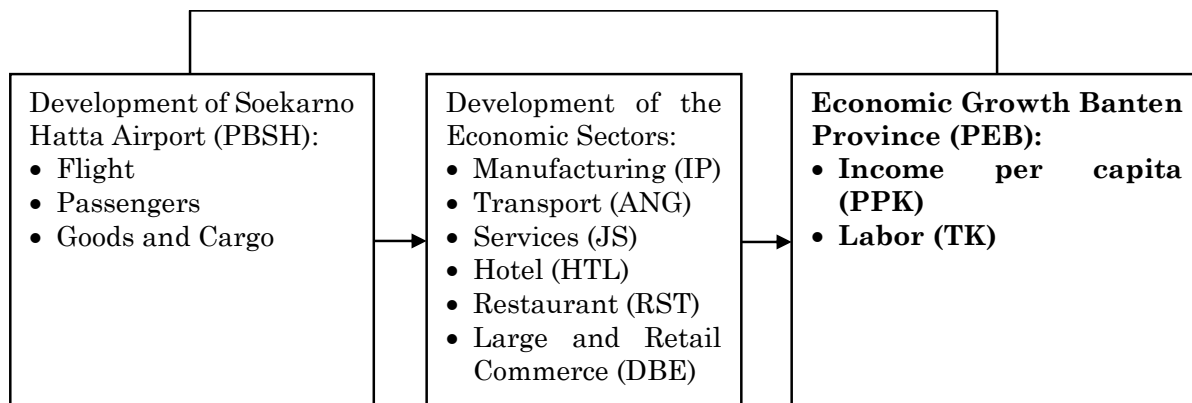 Development of Soekarno
Hatta Airport (PBSH):
• Flight
• Passengers
• Goods and Cargo
Development of the
Economic Sectors:
• Manufacturing (IP)
• Transport (ANG)
• Services (JS)
• Hotel (HTL)
• Restaurant (RST)
• Large and Retail
Commerce (DBE)
Economic Growth Banten
Province (PEB):
• Income per capita
(PPK)
• Labor (TK)